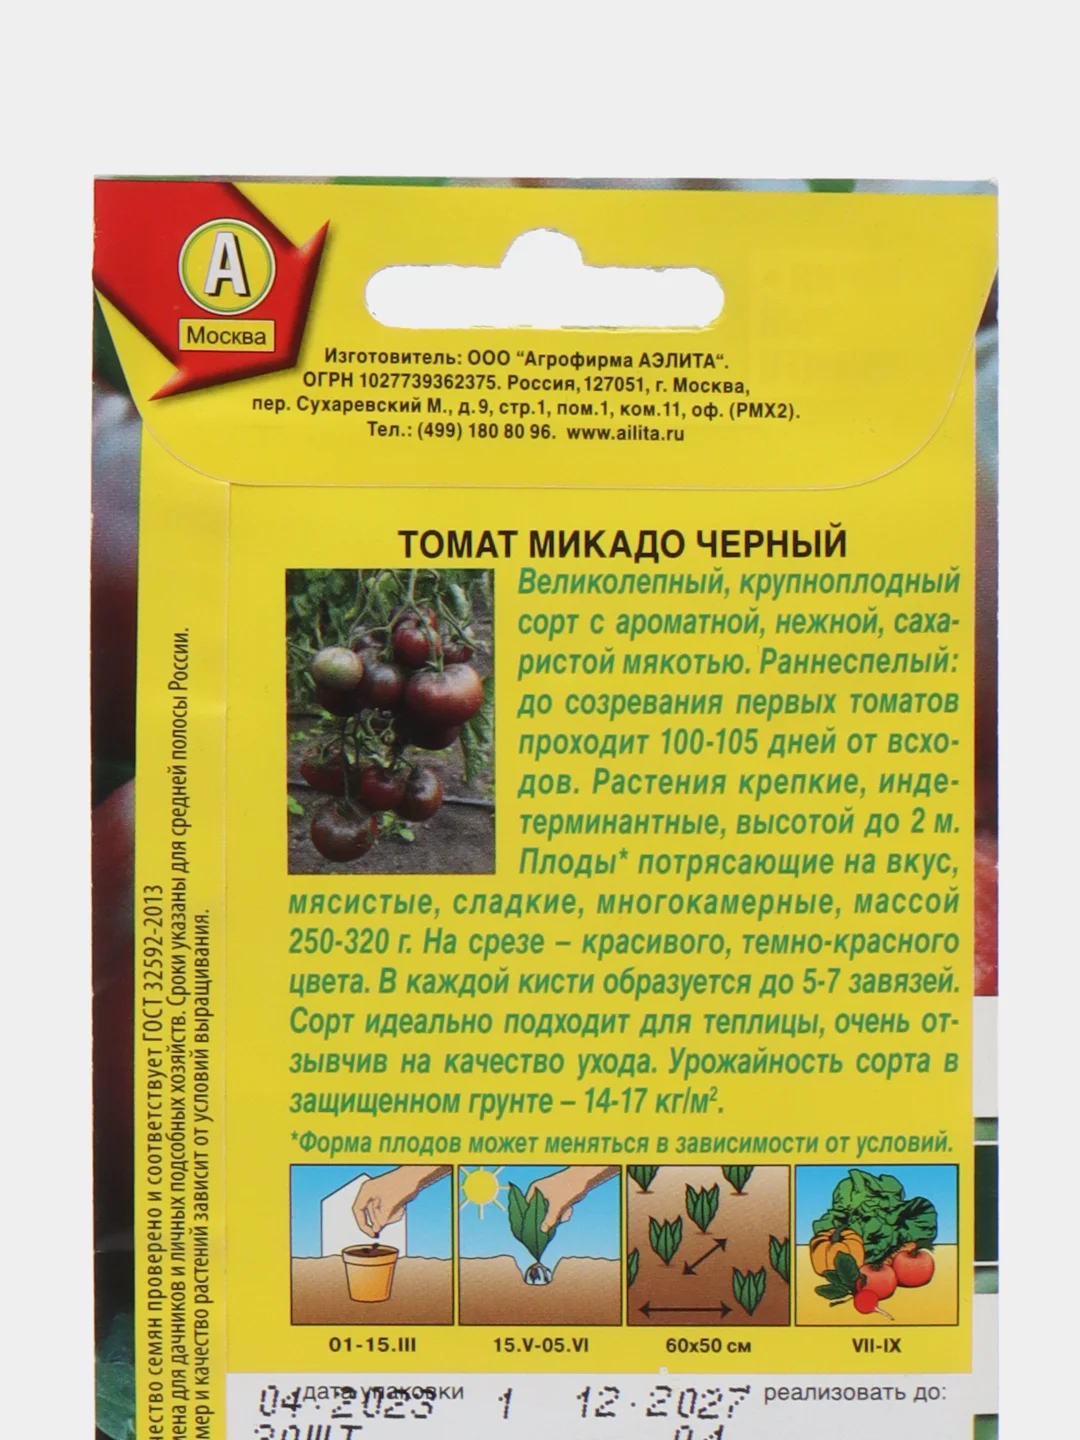 А
Москва
Изготовитель: ООО “Агрофирма АЭЛИТА“.
ОГРН 1027739362375. Россия, 127051, г. Москва,
пер. Сухаревский М., д.9, стр.1, пом.1, ком.11, оф. (РМХ2).
Тел.: (499) 180 80 96. www.ailita.ru
ТОМАТ МИКАДО ЧЕРНЫЙ
Великолепный, крупноплодный
сорт с ароматной, нежной, саха-
ристой мякотью. Раннеспелый:
до созревания первых томатов
проходит 100-105 дней от всхо-
дов. Растения крепкие, инде-
терминантные, высотой до 2 м.
Плоды* потрясающие на вкус,
мясистые, сладкие, многокамерные, массой
250-320 г. На срезе – красивого, темно-красного
цвета. В каждой кисти образуется до 5-7 завязей.
Сорт идеально подходит для теплицы, очень от-
зывчив на качество ухода. Урожайность сорта в
защищенном грунте – 14-17 кг/м².
*Форма плодов может меняться в зависимости от условий.
01-15.III
15.V-05.VI
60х50 см
VII-IX
дата упаковки
реализовать до:
04.2023 1 12.2027
20ШТ
семян проверено и соответствует ГОСТ 32592-2013
для дачников и личных подсобных хозяйств. Сроки указаны для средней полосы России.
и качество растений зависит от условий выращивания.